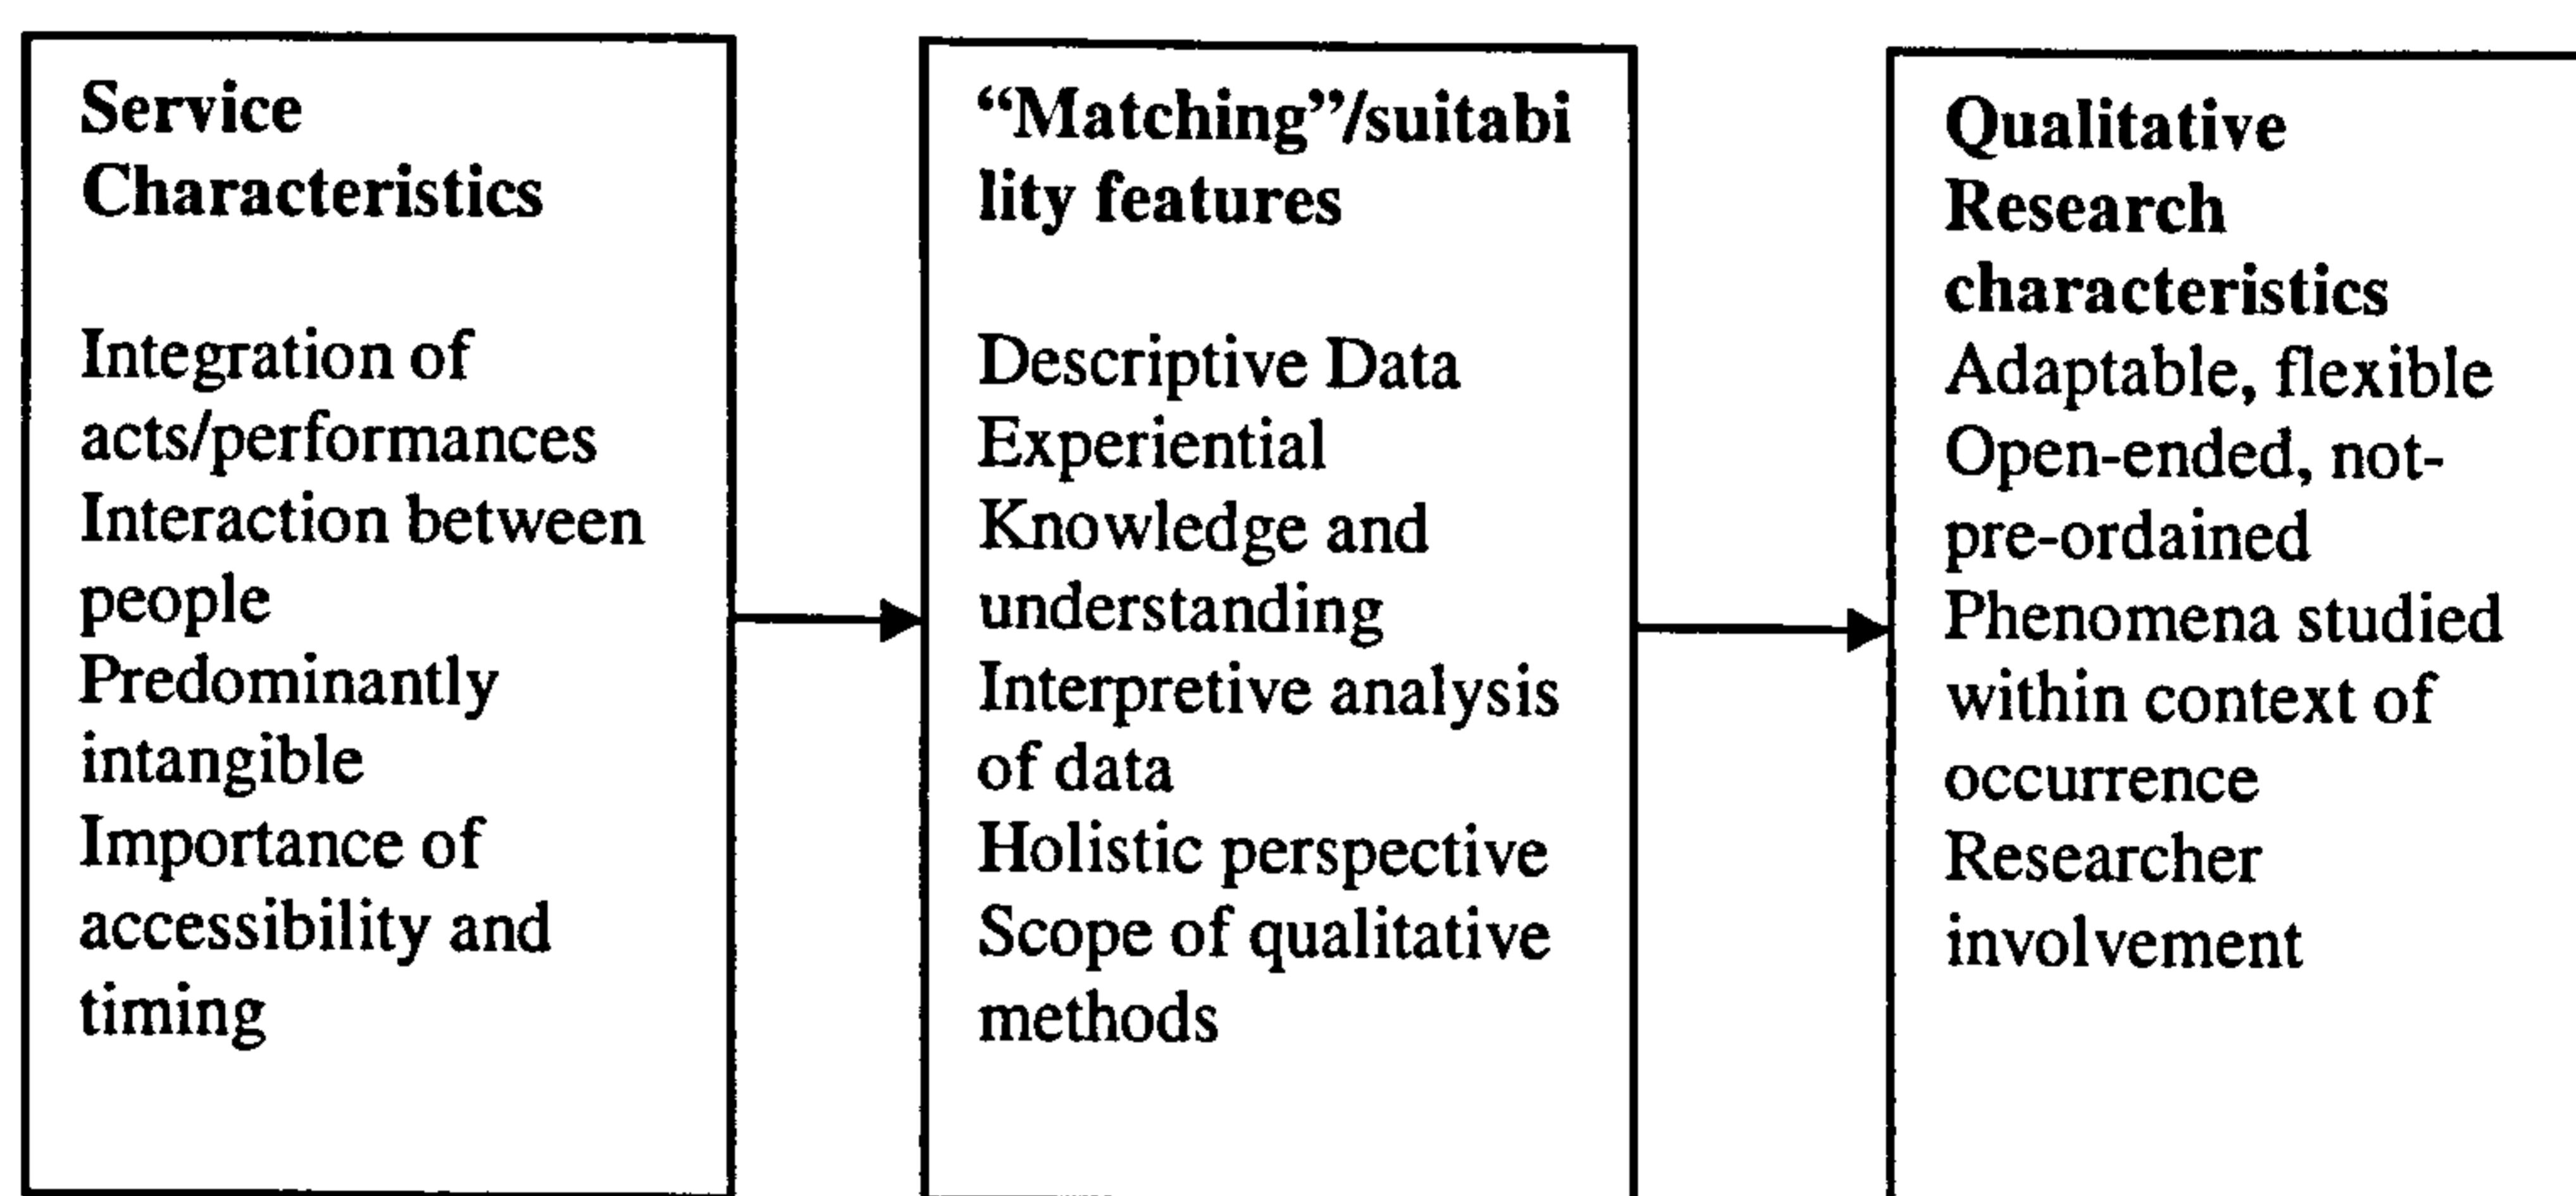 Service
Characteristics
Integration of
acts/performances
Interaction between
people
Predominantly
intangible
Importance of
accessibility and
timing
“Matching”/suitabi
lity features
Descriptive Data
Experiential
Knowledge and
understanding
Interpretive analysis
of data
Holistic perspective
Scope of qualitative
methods
Qualitative
Research
characteristics
Adaptable, flexible
Open-ended, not-
pre-ordained
Phenomena studied
within context of
occurrence
Researcher
involvement